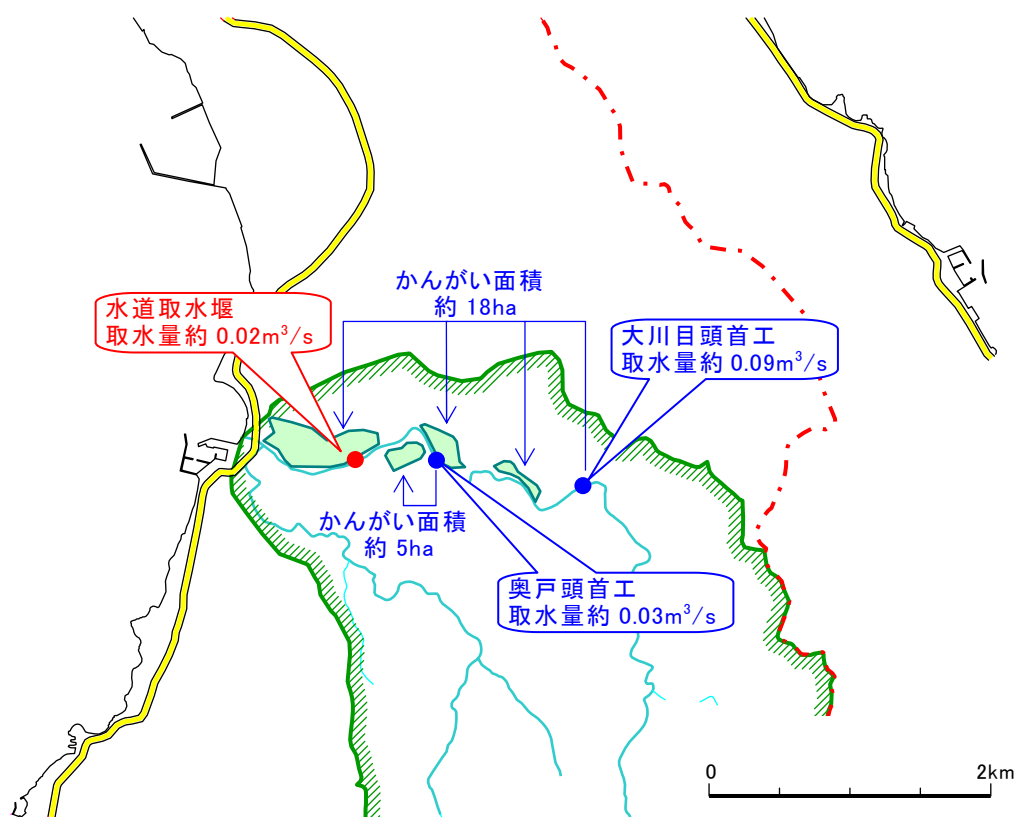 かんがい面積
約 18ha
水道取水堰
取水量約 0.02m³/s
大川目頭首工
取水量約 0.09m³/s
かんがい面積
約 5ha
奥戸頭首工
取水量約 0.03m³/s
0
2km